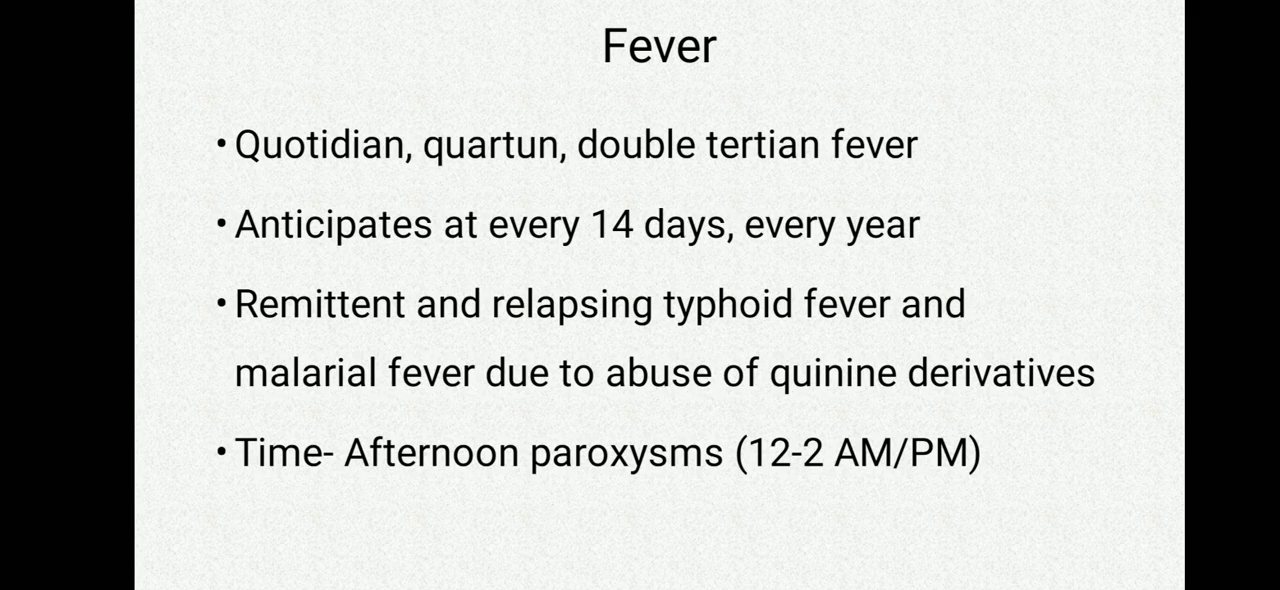 Fever
• Quotidian, quartun, double tertian fever
• Anticipates at every 14 days, every year
• Remittent and relapsing typhoid fever and
malarial fever due to abuse of quinine derivatives
• Time- Afternoon paroxysms (12-2 AM/PM)